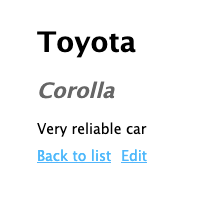 Toyota
Corolla
Very reliable car
Back to list Edit